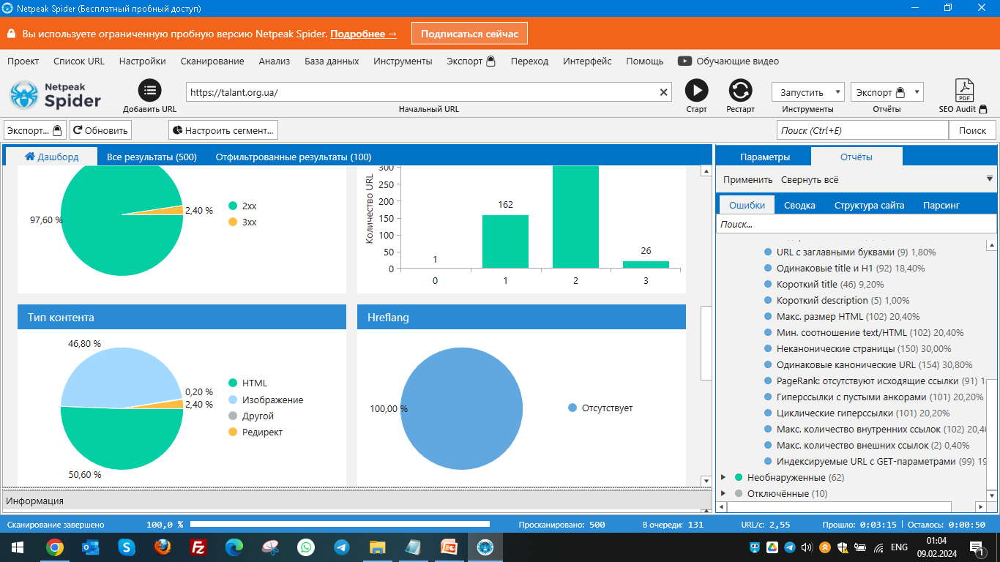 Netpeak Spider (Бесплатный пробный доступ)
Вы используете ограниченную пробную версию Netpeak Spider. Подробнее → Подписаться сейчас
Проект Список URL Настройки Сканирование Анализ База данных Инструменты Экспорт Переход Интерфейс Помощь Обучающие видео
Netpeak
Spider
Добавить URL
https://talant.org.ua/
Начальный URL
Старт
Рестарт
Запустить
Инструменты
Экспорт
Отчёты
PDF
SEO Audit
Экспорт... Обновить Настроить сегмент...
Поиск (Ctrl+E) Поиск
Дашборд Все результаты (500) Отфильтрованные результаты (100)
97,60 %
2,40 %
2xx
3xx
Количество URL
300
250
200
150
100
50
0
1
162
26
0 1 2 3
Тип контента
46,80 %
0,20 %
2,40 %
50,60 %
HTML
Изображение
Другой
Редирект
Hreflang
100,00 %
Отсутствует
Информация
Параметры Отчёты
Применить Свернуть всё
Ошибки Сводка Структура сайта Парсинг
Поиск...
URL с заглавными буквами (9) 1,80%
Одинаковые title и H1 (92) 18,40%
Короткий title (46) 9,20%
Короткий description (5) 1,00%
Макс. размер HTML (102) 20,40%
Мин. соотношение text/HTML (102) 20,40%
Неканонические страницы (150) 30,00%
Одинаковые канонические URL (154) 30,80%
PageRank: отсутствуют исходящие ссылки (91) 18
Гиперссылки с пустыми анкорами (101) 20,20%
Циклические гиперссылки (101) 20,20%
Макс. количество внутренних ссылок (102) 20,40
Макс. количество внешних ссылок (2) 0,40%
Индексируемые URL с GET-параметрами (99) 19
Необнаруженные (62)
Отключённые (10)
Сканирование завершено 100,0 % Просканировано: 500 В очереди: 131 URL/с: 2,55 Прошло: 0:03:15 Осталось: 0:00:50
ENG
01:04
09.02.2024
1